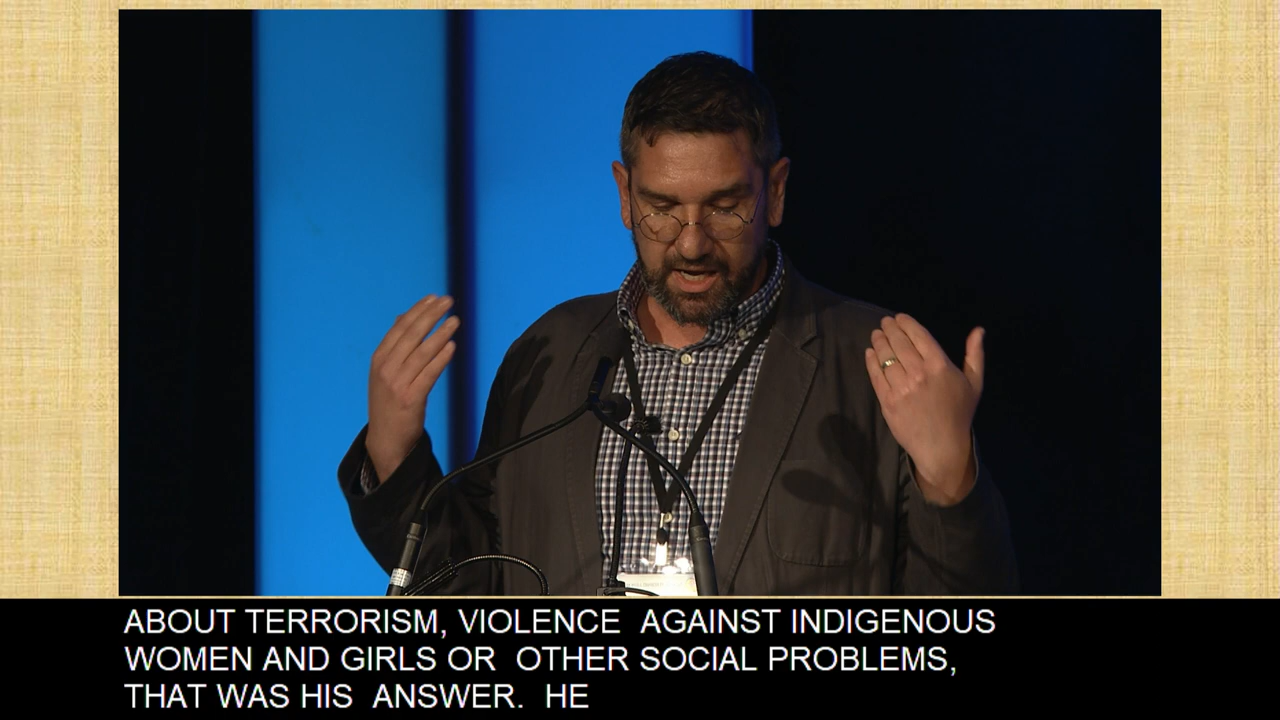 ABOUT TERRORISM, VIOLENCE  AGAINST INDIGENOUS
WOMEN AND GIRLS OR  OTHER SOCIAL PROBLEMS,
THAT WAS HIS  ANSWER.  HE